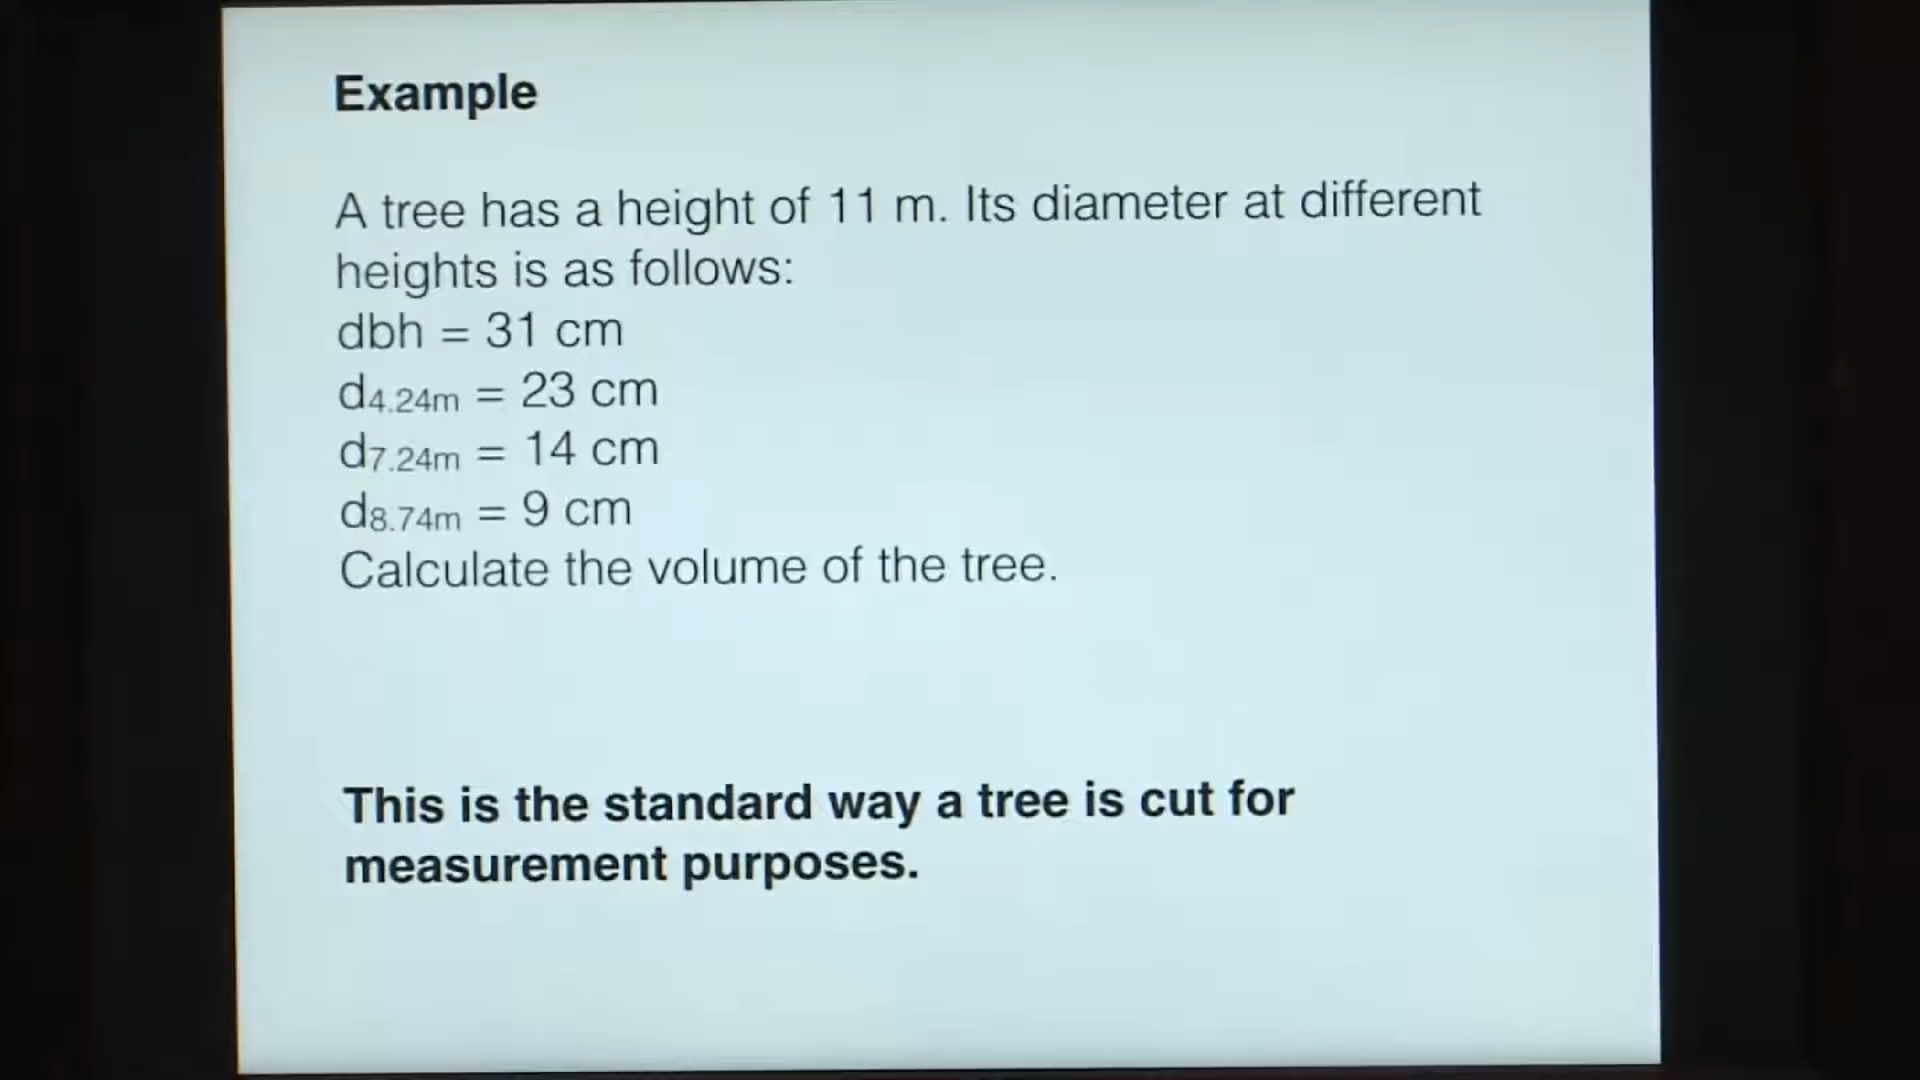 Example
A tree has a height of 11 m. Its diameter at different
heights is as follows:
dbh = 31 cm
d4.24m = 23 cm
d7.24m = 14 cm
d8.74m = 9 cm
Calculate the volume of the tree.
This is the standard way a tree is cut for
measurement purposes.